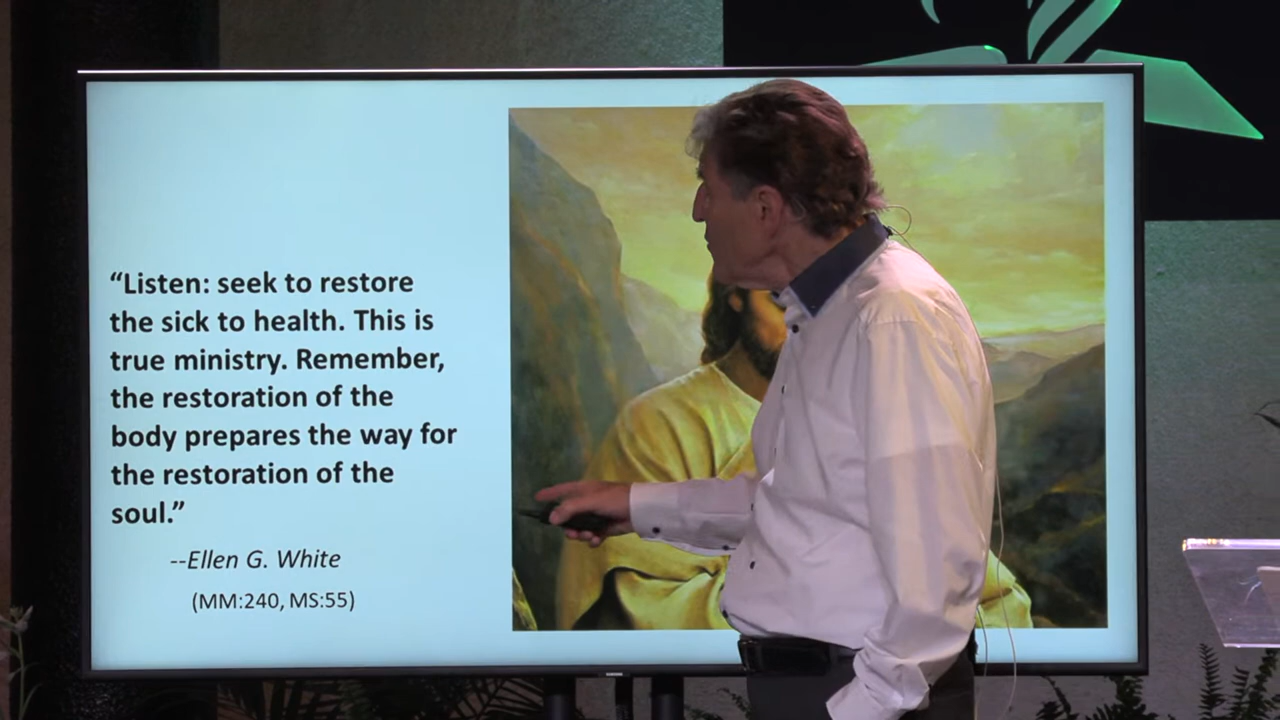 “Listen: seek to restore
the sick to health. This is
true ministry. Remember,
the restoration of the
body prepares the way for
the restoration of the
soul.”
--Ellen G. White
(MM:240, MS:55)